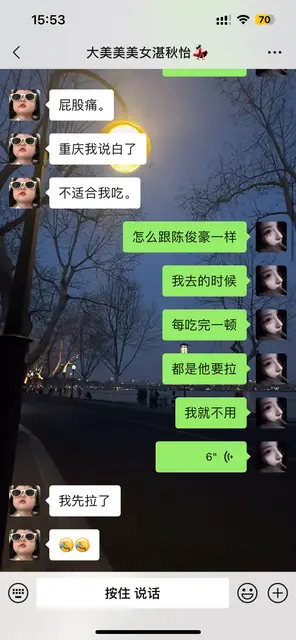 15:53
70
大美美美女湛秋怡💃
屁股痛。
重庆我说白了
不适合我吃。
怎么跟陈俊豪一样
我去的时候
每吃完一顿
都是他要拉
我就不用
6"
我先拉了
😂😂
按住 说话